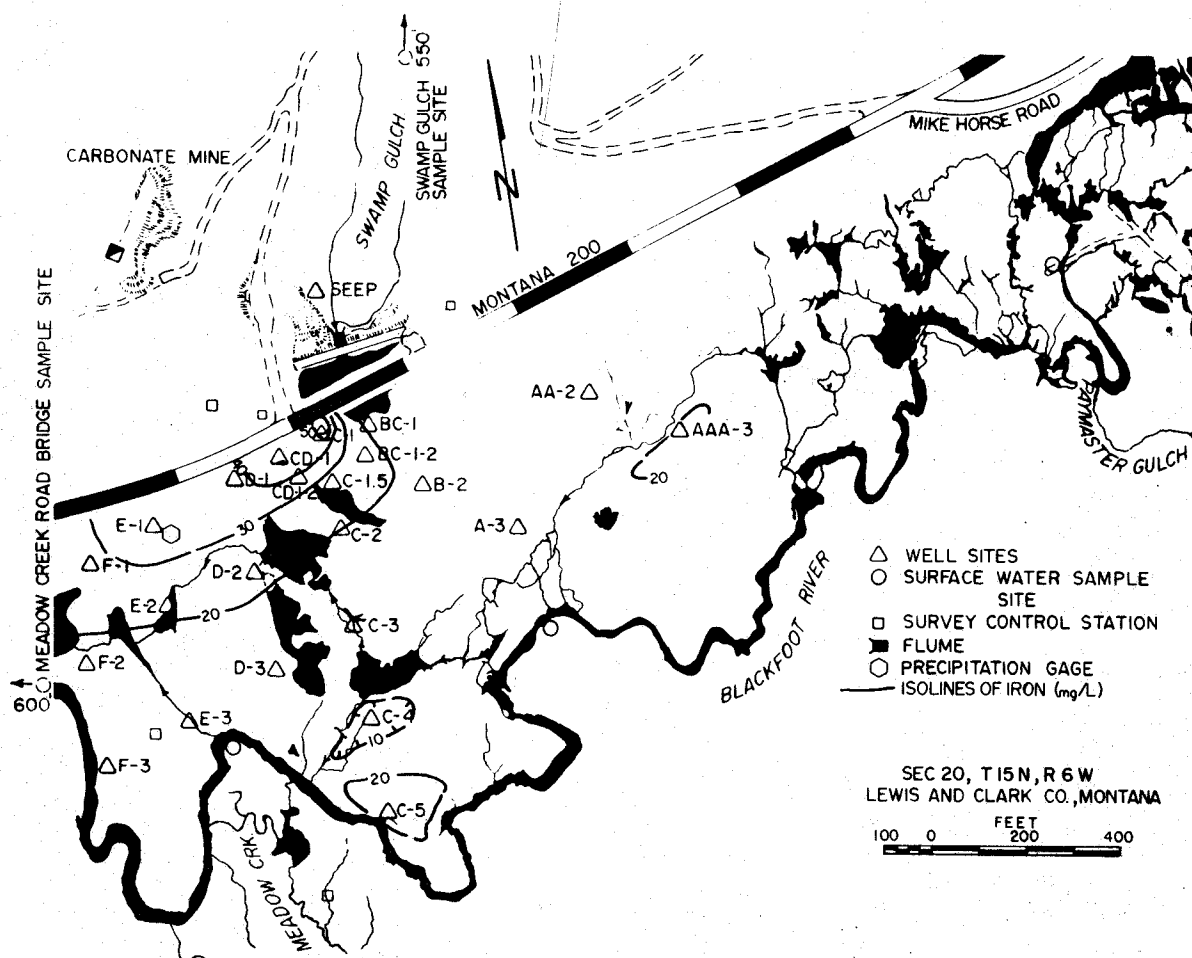 SWAMP GULCH 550'
SAMPLE SITE
MIKE HORSE ROAD
CARBONATE MINE
SWAMP GULCH
N
MONTANA 200
SEEP
MEADOW CREEK ROAD BRIDGE SAMPLE SITE
600'
AA-2
AAA-3
20
BC-1
C-1
BC-1-2
CD-1
D-1
CD-1-2
C-1.5
B-2
PAYMASTER GULCH
E-1
30
C-2
A-3
F-1
D-2
E-2
20
C-3
F-2
D-3
BLACKFOOT RIVER
E-3
C-4
10
F-3
20
C-5
MEADOW CRK
WELL SITES
SURFACE WATER SAMPLE
SITE
SURVEY CONTROL STATION
FLUME
PRECIPITATION GAGE
ISOLINES OF IRON (mg/L)
SEC 20, T15N, R6W
LEWIS AND CLARK CO., MONTANA
FEET
100 0 200 400